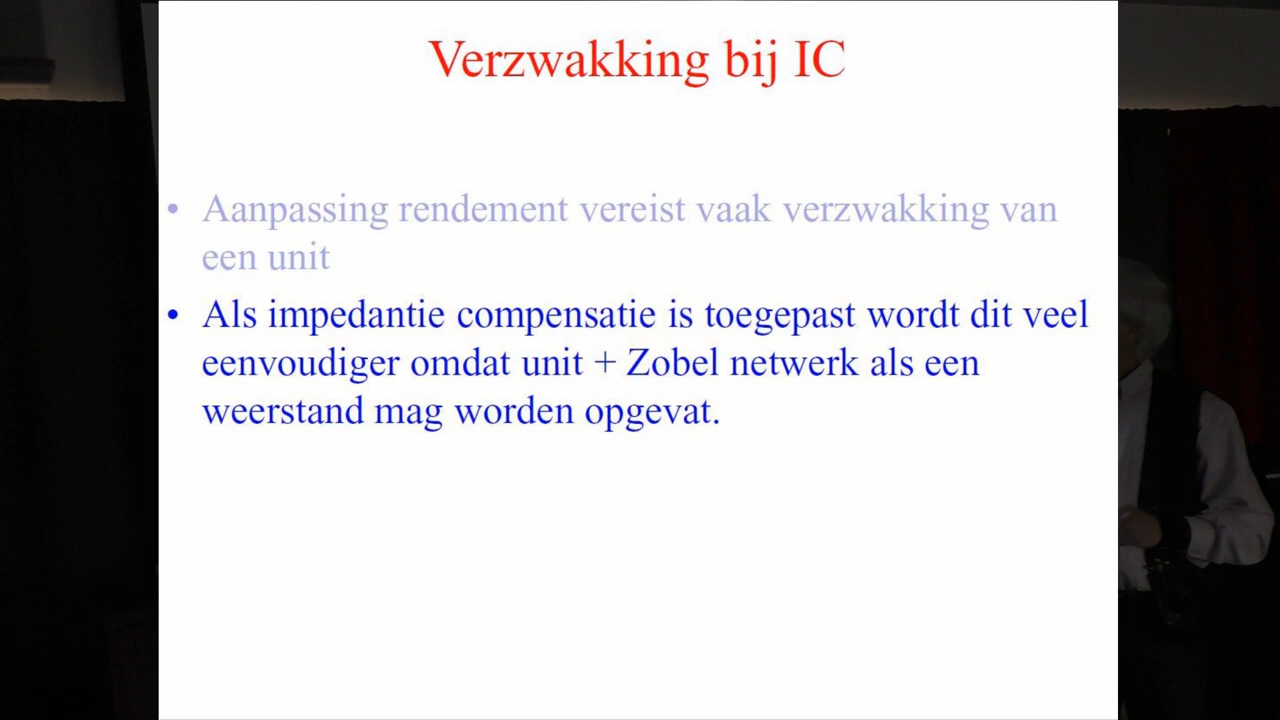 Verzwakking bij IC
• Aanpassing rendement vereist vaak verzwakking van
een unit
• Als impedantie compensatie is toegepast wordt dit veel
eenvoudiger omdat unit + Zobel netwerk als een
weerstand mag worden opgevat.